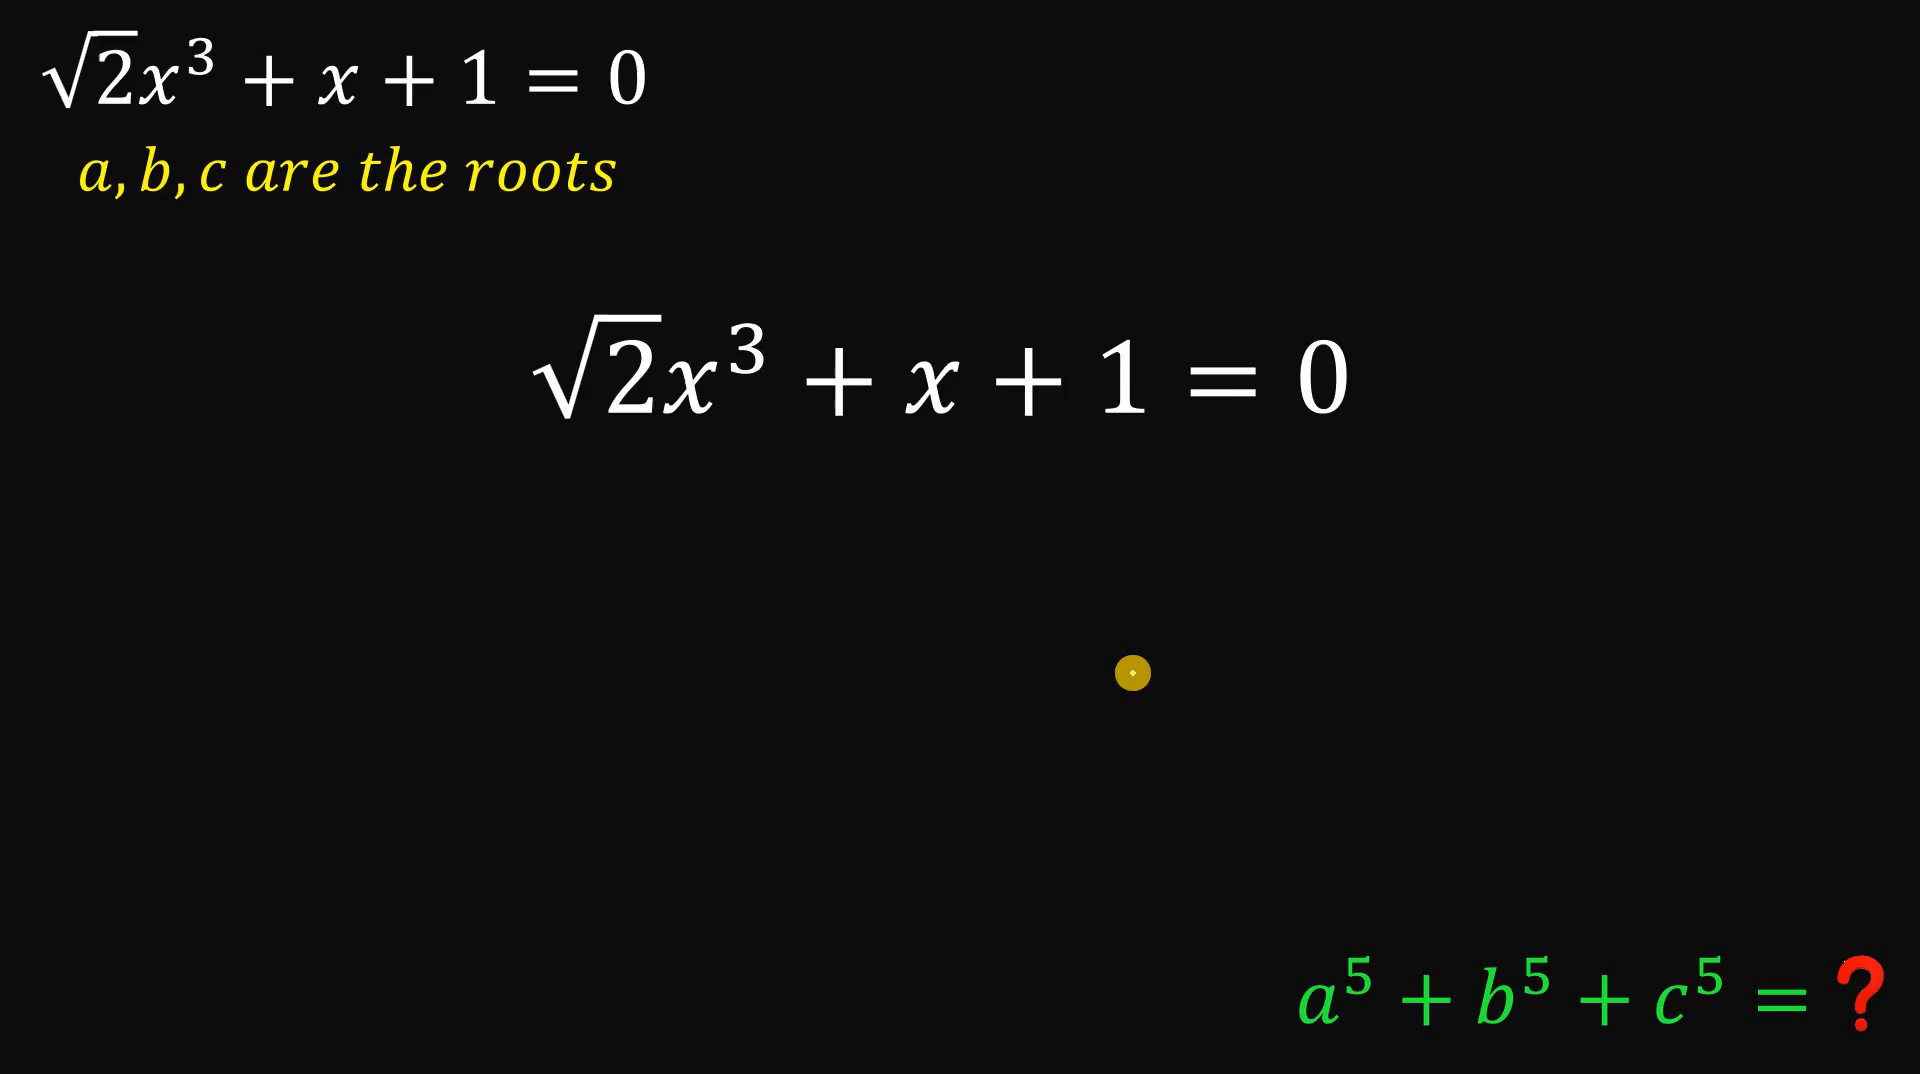 √2x³ + x + 1 = 0
a, b, c are the roots
√2x³ + x + 1 = 0
a⁵ + b⁵ + c⁵ = ❓